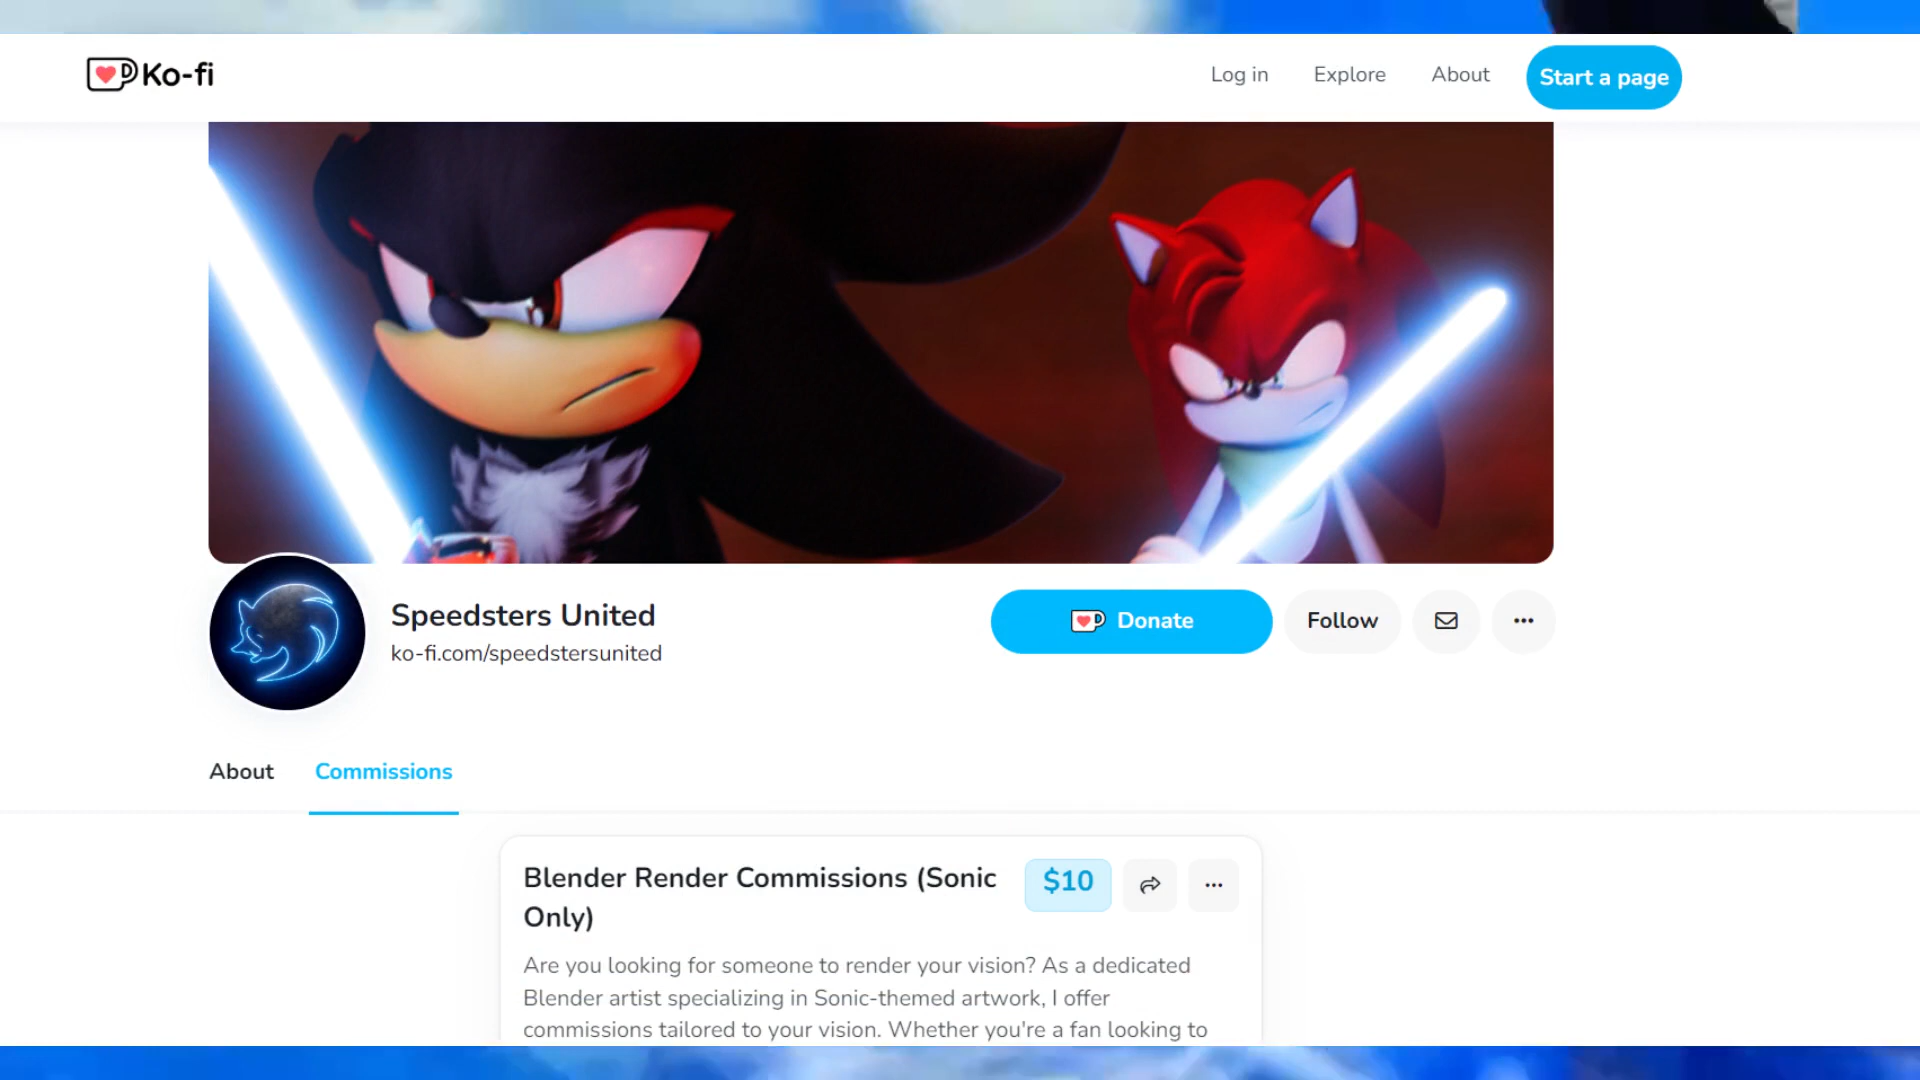 Ko-fi
Log in
Explore
About
Start a page
Speedsters United
ko-fi.com/speedstersunited
Donate
Follow
About
Commissions
Blender Render Commissions (Sonic
Only)
$10
Are you looking for someone to render your vision? As a dedicated
Blender artist specializing in Sonic-themed artwork, I offer
commissions tailored to your vision. Whether you're a fan looking to